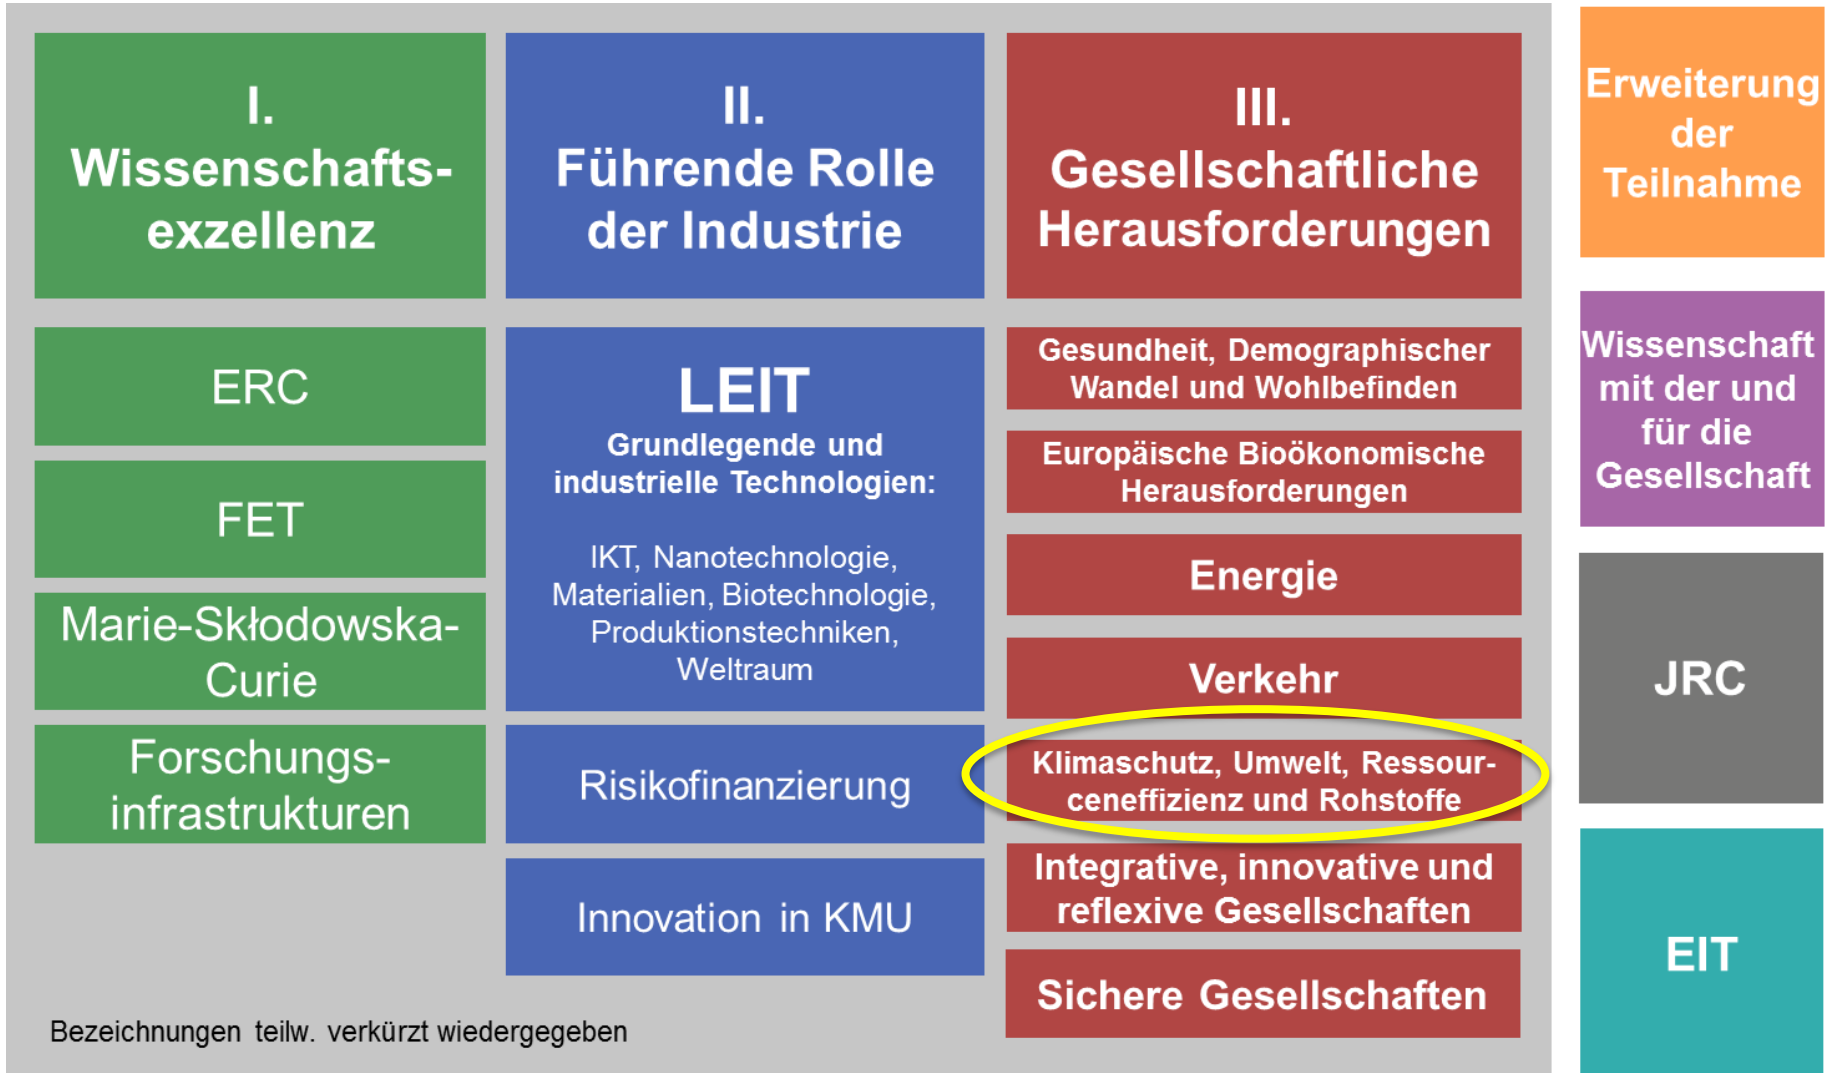 I.
Wissenschafts-
exzellenz
ERC
FET
Marie-Skłodowska-
Curie
Forschungs-
infrastrukturen
II.
Führende Rolle
der Industrie
LEIT
Grundlegende und
industrielle Technologien:
IKT, Nanotechnologie,
Materialien, Biotechnologie,
Produktionstechniken,
Weltraum
Risikofinanzierung
Innovation in KMU
III.
Gesellschaftliche
Herausforderungen
Gesundheit, Demographischer
Wandel und Wohlbefinden
Europäische Bioökonomische
Herausforderungen
Energie
Verkehr
Klimaschutz, Umwelt, Ressour-
ceneffizienz und Rohstoffe
Integrative, innovative und
reflexive Gesellschaften
Sichere Gesellschaften
Erweiterung
der
Teilnahme
Wissenschaft
mit der und
für die
Gesellschaft
JRC
EIT
Bezeichnungen teilw. verkürzt wiedergegeben